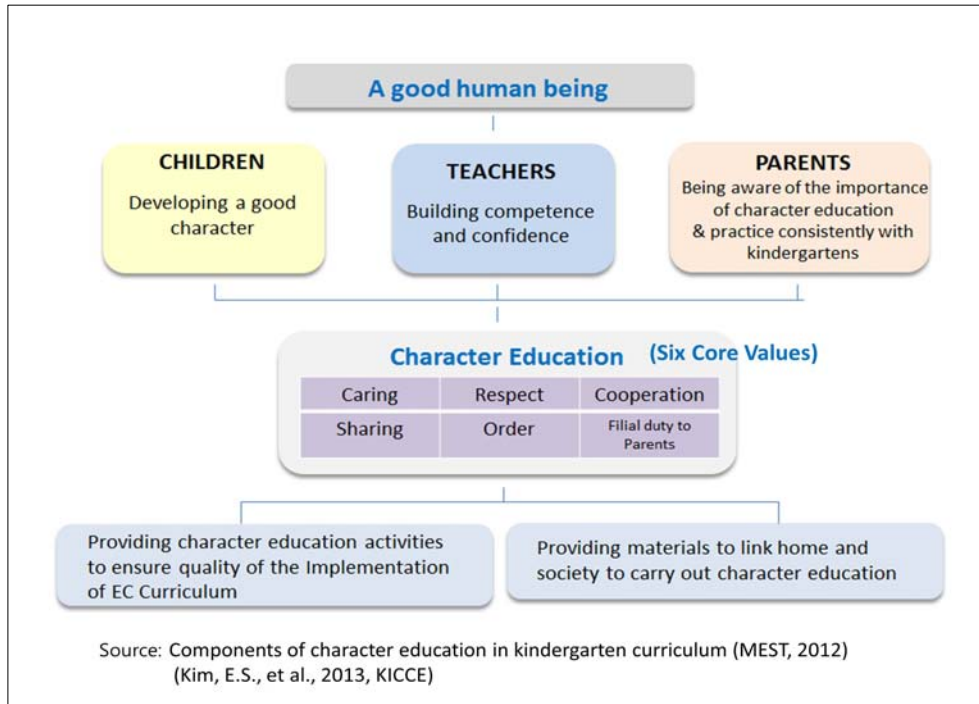 A good human being
CHILDREN
Developing a good
character
TEACHERS
Building competence
and confidence
PARENTS
Being aware of the importance
of character education
& practice consistently with
kindergartens
Character Education (Six Core Values)
Caring Respect Cooperation
Sharing Order Filial duty to
Parents
Providing character education activities
to ensure quality of the Implementation
of EC Curriculum
Providing materials to link home and
society to carry out character education
Source: Components of character education in kindergarten curriculum (MEST, 2012)
(Kim, E.S., et al., 2013, KICCE)